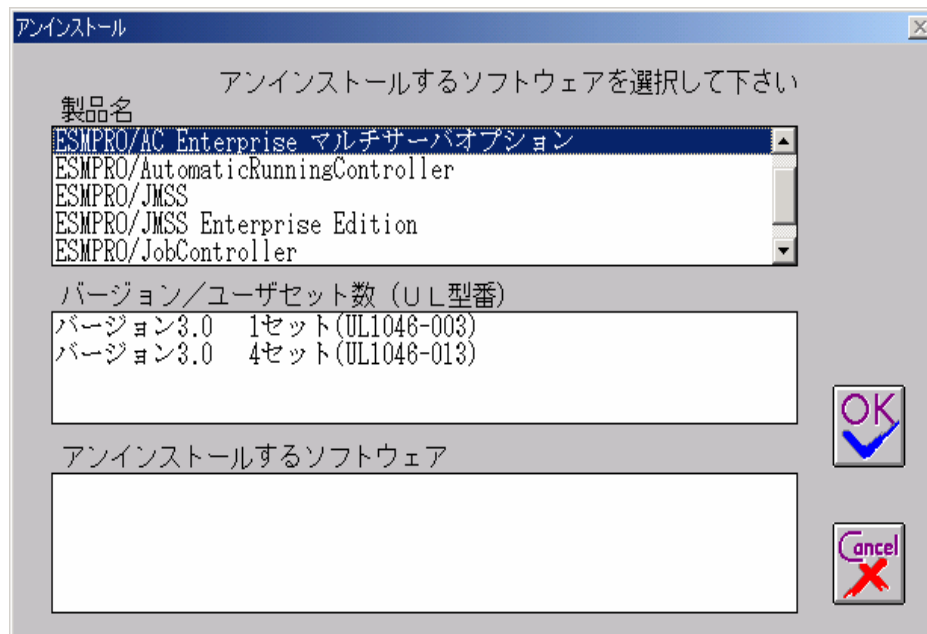 アンインストール
アンインストールするソフトウェアを選択して下さい
製品名
ESMPRO/AC Enterprise マルチサーバオプション
ESMPRO/AutomaticRunningController
ESMPRO/JMSS
ESMPRO/JMSS Enterprise Edition
ESMPRO/JobController
バージョン／ユーザセット数（ＵＬ型番）
バージョン3.0　1セット(UL1046-003)
バージョン3.0　4セット(UL1046-013)
OK
アンインストールするソフトウェア
Cancel